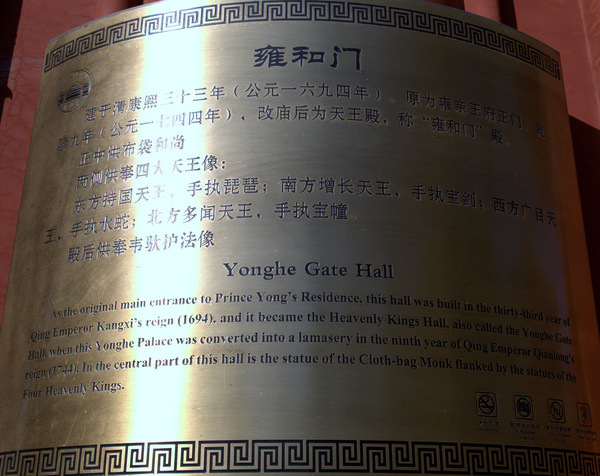 雍和门
建于清康熙三十三年（公元一六九四年），原为雍亲王府正门，乾
隆九年（公元一七四四年），改庙后为天王殿，称“雍和门”殿。
正中供布袋和尚
两侧供奉四大天王像：
东方持国天王，手执琵琶；南方增长天王，手执宝剑；西方广目天
王，手执水蛇；北方多闻天王，手执宝幢。
殿后供奉韦驮护法像
Yonghe Gate Hall
As the original main entrance to Prince Yong's Residence, this hall was built in the thirty-third year of
Qing Emperor Kangxi's reign (1694), and it became the Heavenly Kings Hall, also called the Yonghe Gate
Hall, when this Yonghe Palace was converted into a lamasery in the ninth year of Qing Emperor Qianlong's
reign (1744). In the central part of this hall is the statue of the Cloth-bag Monk flanked by the statues of the
Four Heavenly Kings.